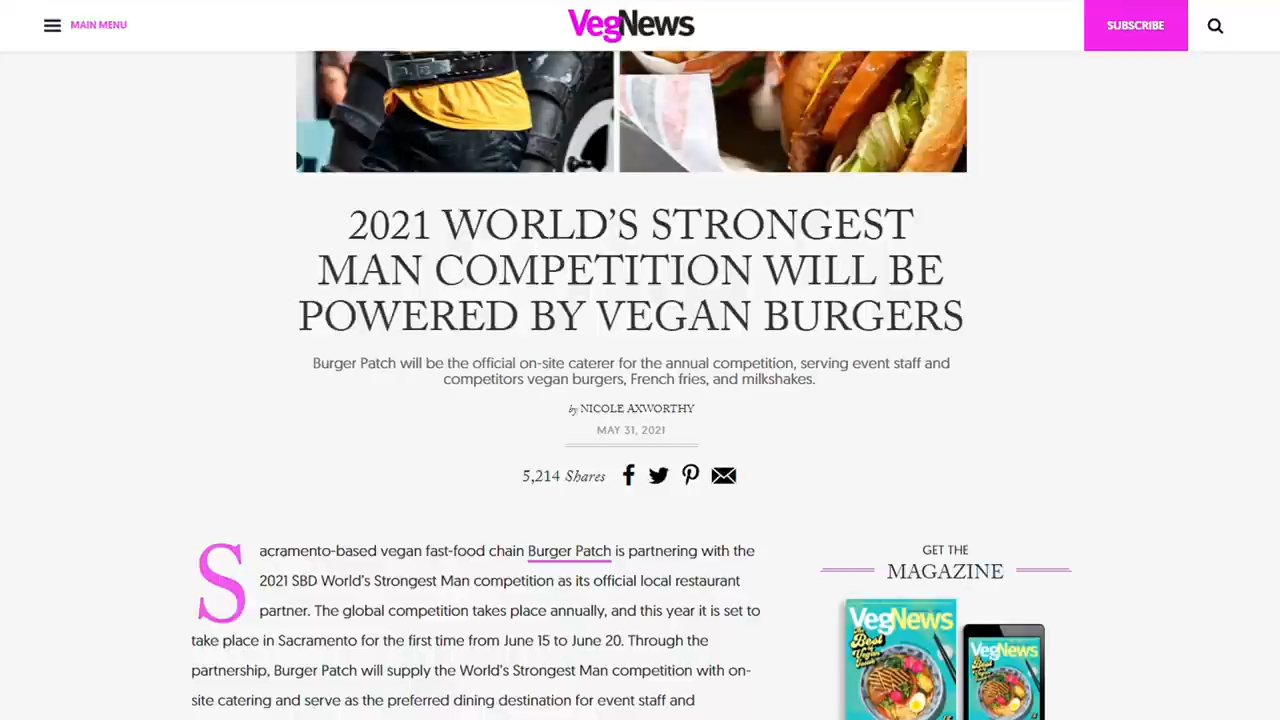 MAIN MENU
VegNews
SUBSCRIBE
2021 WORLD'S STRONGEST
MAN COMPETITION WILL BE
POWERED BY VEGAN BURGERS
Burger Patch will be the official on-site caterer for the annual competition, serving event staff and
competitors vegan burgers, French fries, and milkshakes.
by NICOLE AXWORTHY
MAY 31, 2021
5,214 Shares
Sacramento-based vegan fast-food chain Burger Patch is partnering with the
2021 SBD World's Strongest Man competition as its official local restaurant
partner. The global competition takes place annually, and this year it is set to
take place in Sacramento for the first time from June 15 to June 20. Through the
partnership, Burger Patch will supply the World's Strongest Man competition with on-
site catering and serve as the preferred dining destination for event staff and
GET THE
MAGAZINE
VegNews
Best
of Vegan
Food
VegNews
Best